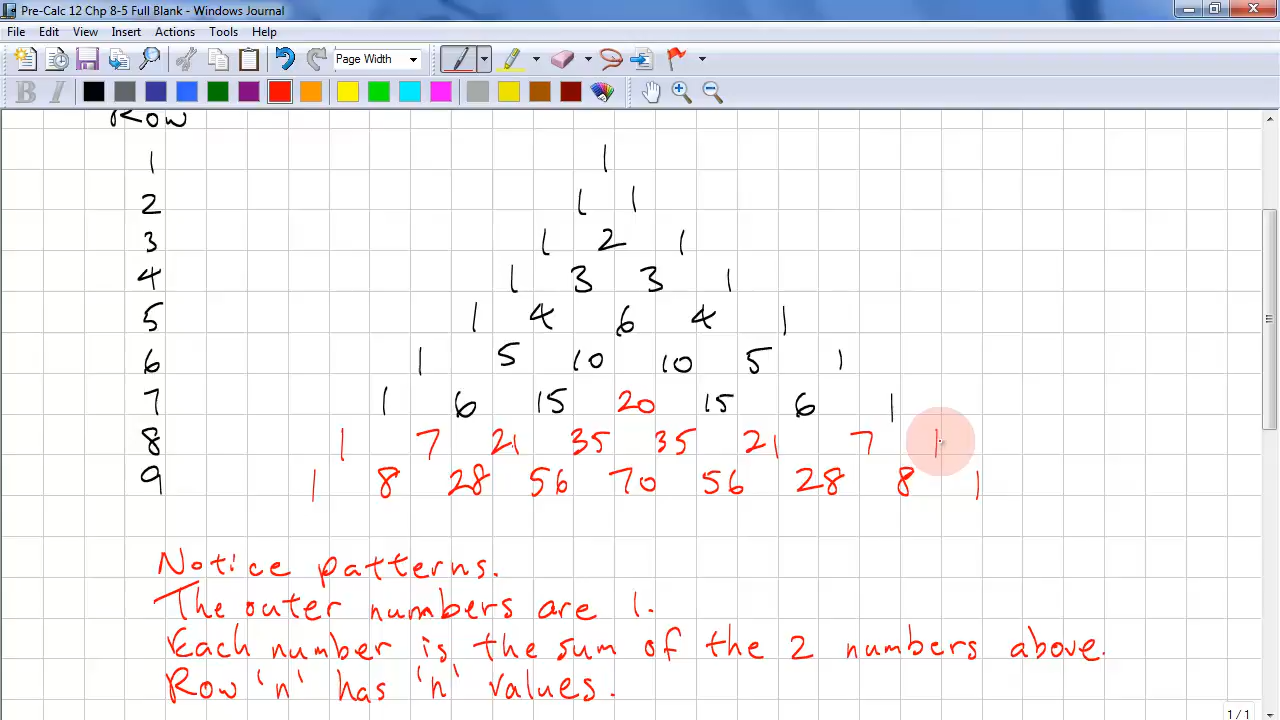 Pre-Calc 12 Chp 8-5 Full Blank - Windows Journal
File Edit View Insert Actions Tools Help
Page Width
B I
Row
1 1
2 1 1
3 1 2 1
4 1 3 3 1
5 1 4 6 4 1
6 1 5 10 10 5 1
7 1 6 15 20 15 6 1
8 1 7 21 35 35 21 7 1
9 1 8 28 56 70 56 28 8 1
Notice patterns.
The outer numbers are 1.
Each number is the sum of the 2 numbers above.
Row 'n' has 'n' values.
1/1